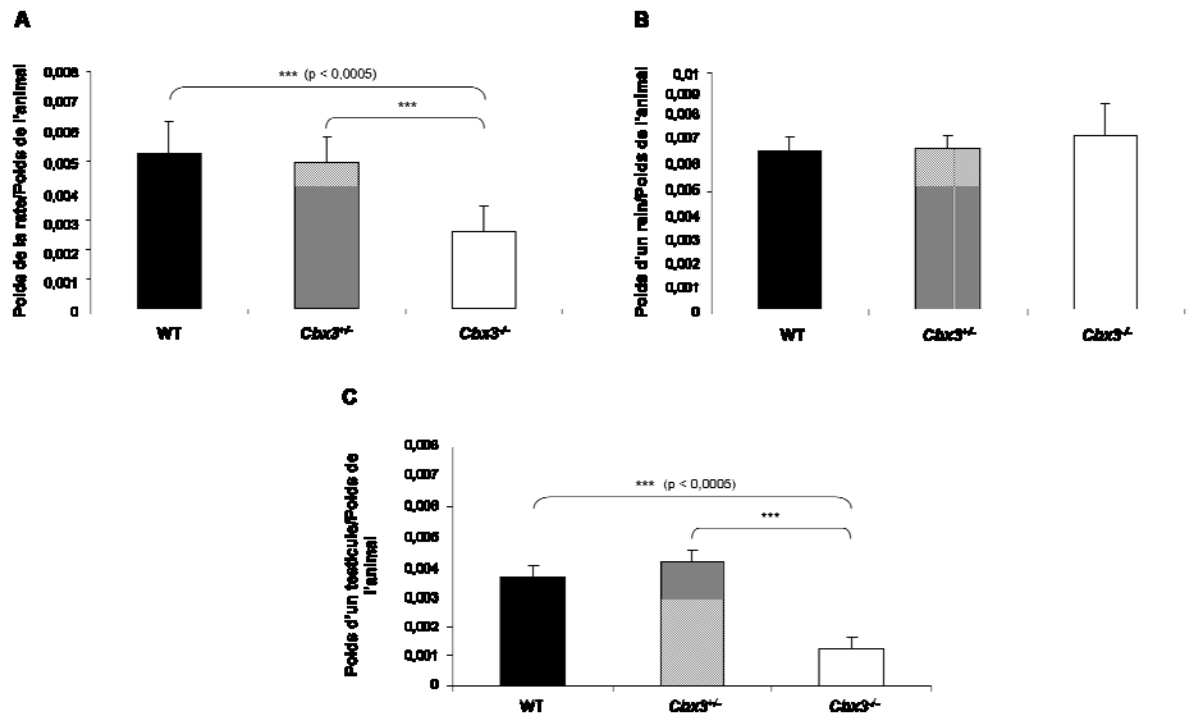 A
Poids de la rate/Poids de l'animal
0,008
0,007
0,006
0,005
0,004
0,003
0,002
0,001
0
*** (p < 0,0005)
***
WT
Cbx3+/-
Cbx3-/-
B
Poids d'un rein/Poids de l'animal
0,01
0,009
0,008
0,007
0,006
0,005
0,004
0,003
0,002
0,001
0
WT
Cbx3+/-
Cbx3-/-
C
Poids d'un testicule/Poids de
l'animal
0,008
0,007
0,006
0,005
0,004
0,003
0,002
0,001
0
*** (p < 0,0005)
***
WT
Cbx3+/-
Cbx3-/-